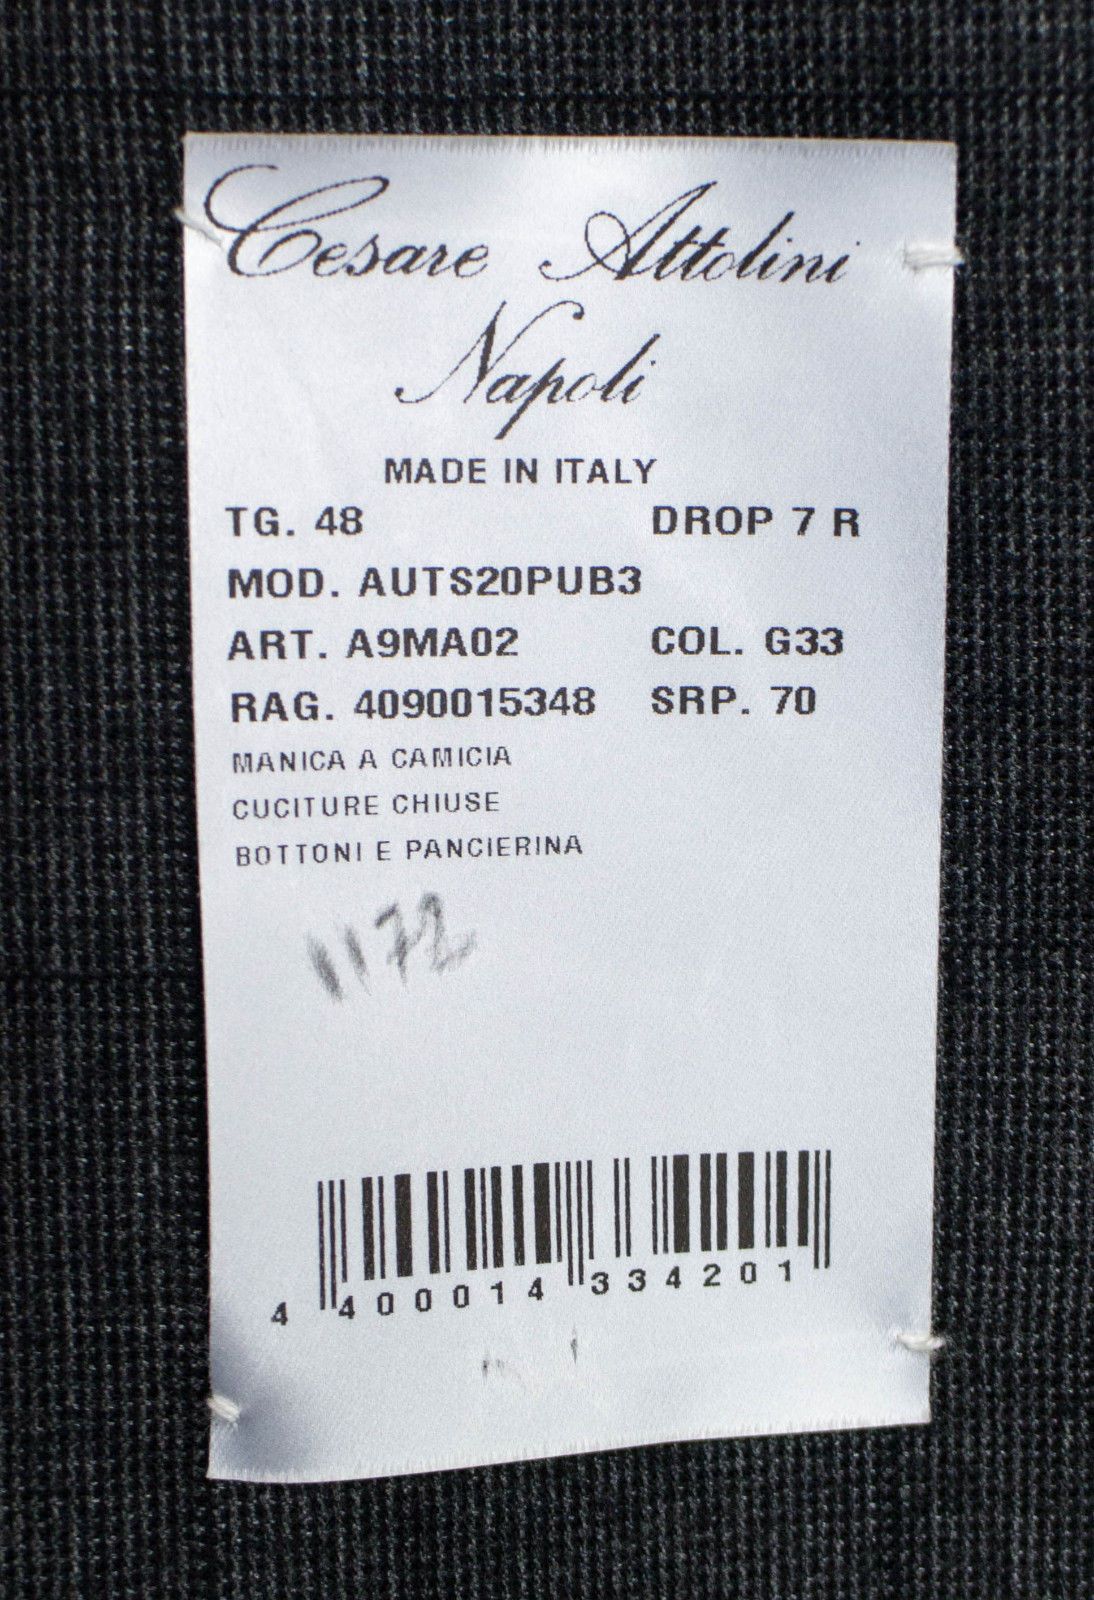 Cesare Attolini
Napoli
MADE IN ITALY
TG. 48 DROP 7 R
MOD. AUTS20PUB3
ART. A9MA02 COL. G33
RAG. 4090015348 SRP. 70
MANICA A CAMICIA
CUCITURE CHIUSE
BOTTONI E PANCIERINA
1172
4 400014 334201